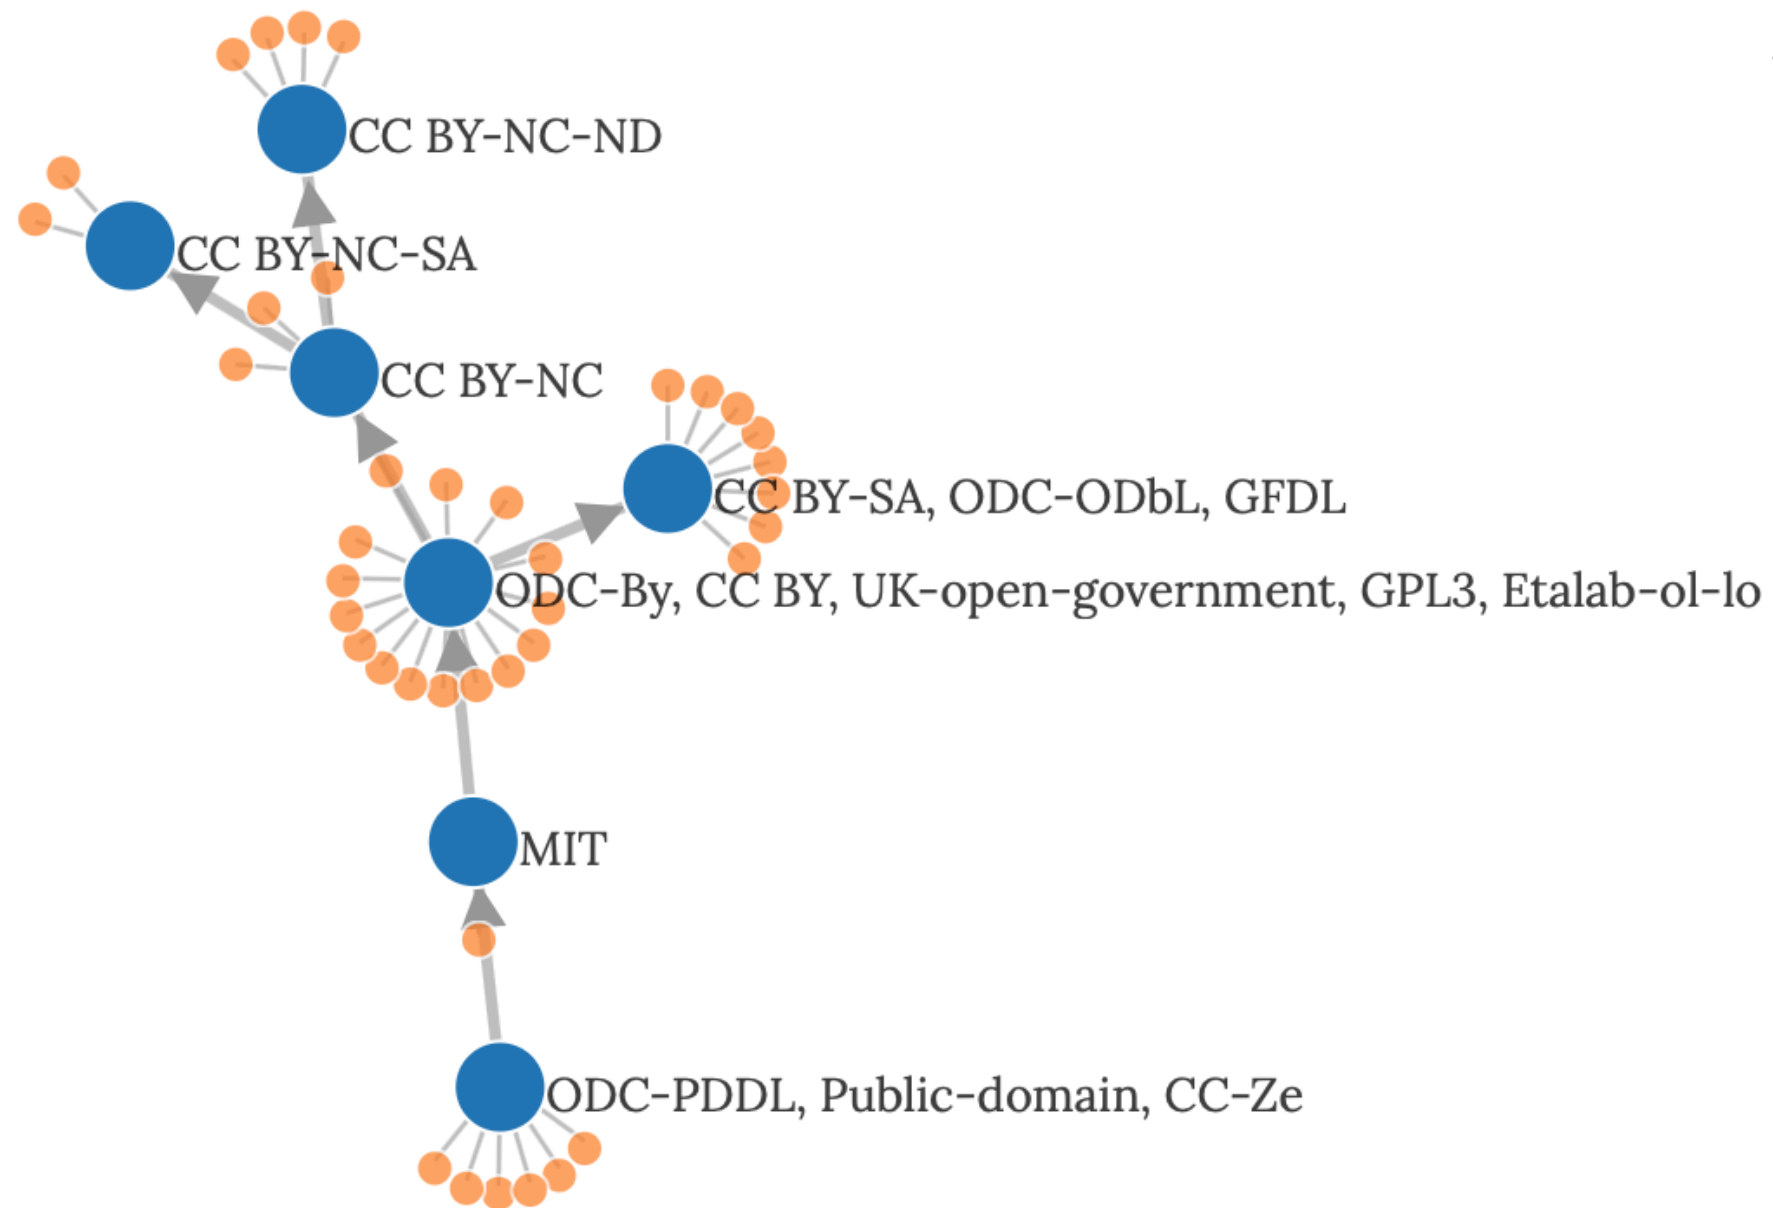 CC BY-NC-ND
CC BY-NC-SA
CC BY-NC
CC BY-SA, ODC-ODbL, GFDL
ODC-By, CC BY, UK-open-government, GPL3, Etalab-ol-lo
MIT
ODC-PDDL, Public-domain, CC-Ze